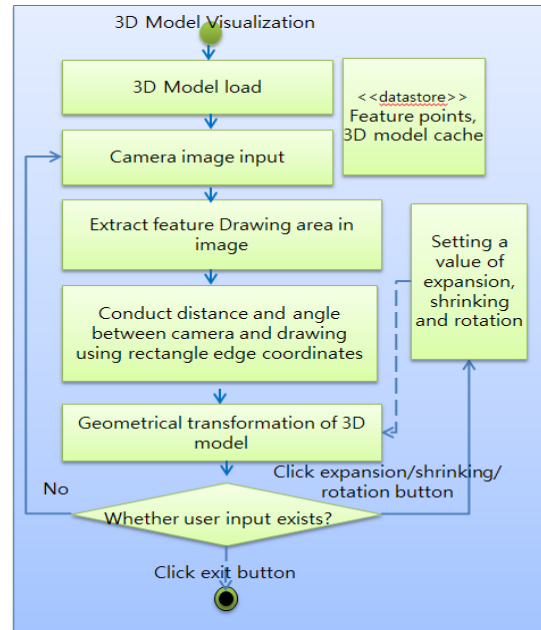 3D Model Visualization
3D Model load
<<datastore>>
Feature points,
3D model cache
Camera image input
Extract feature Drawing area in
image
Setting a
value of
expansion,
shrinking
and rotation
Conduct distance and angle
between camera and drawing
using rectangle edge coordinates
Geometrical transformation of 3D
model
Click expansion/shrinking/
rotation button
No
Whether user input exists?
Click exit button